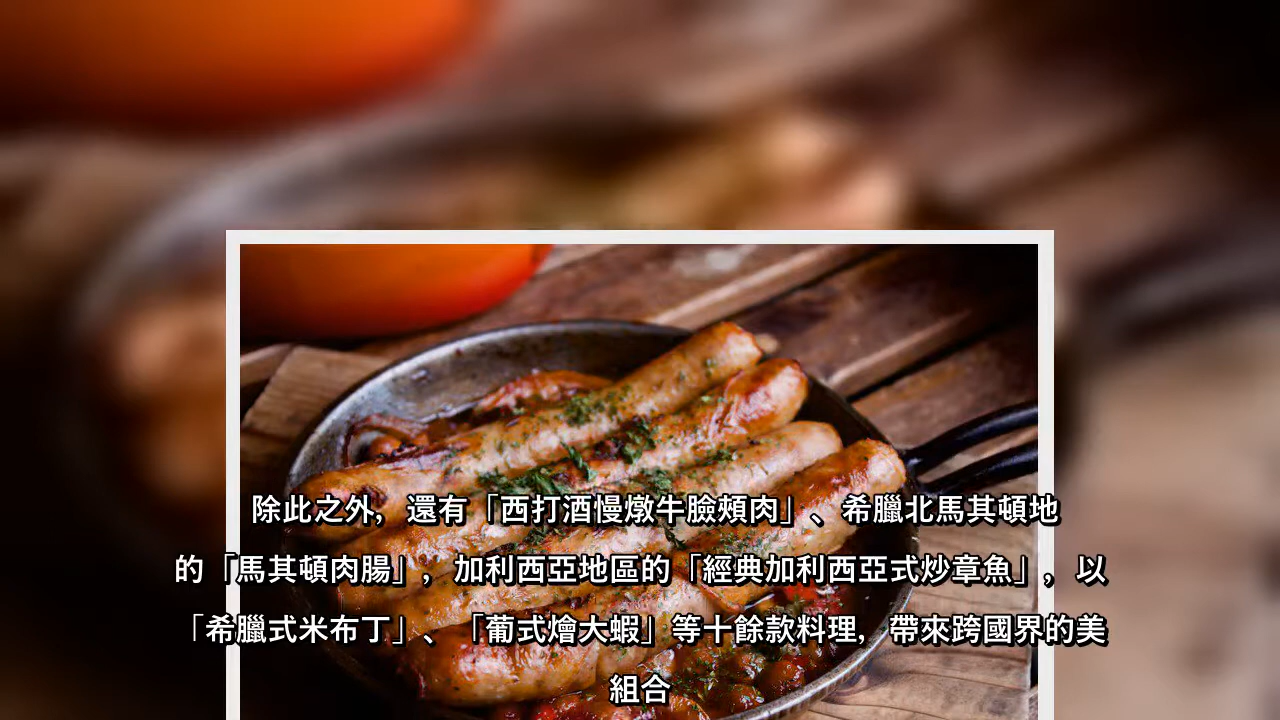 除此之外，還有「西打酒慢燉牛臉頰肉」、希臘北馬其頓地
的「馬其頓肉腸」，加利西亞地區的「經典加利西亞式炒章魚」，以
「希臘式米布丁」、「葡式燴大蝦」等十餘款料理，帶來跨國界的美
組合